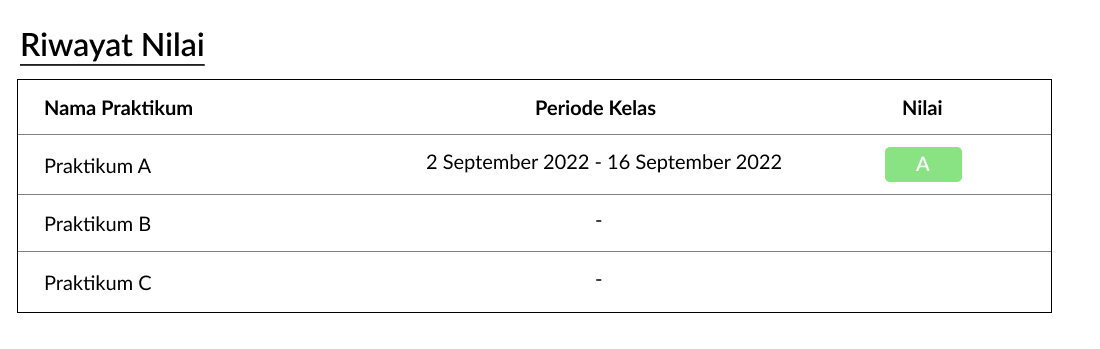 Riwayat Nilai
Nama Praktikum Periode Kelas Nilai
Praktikum A 2 September 2022 - 16 September 2022 A
Praktikum B -
Praktikum C -